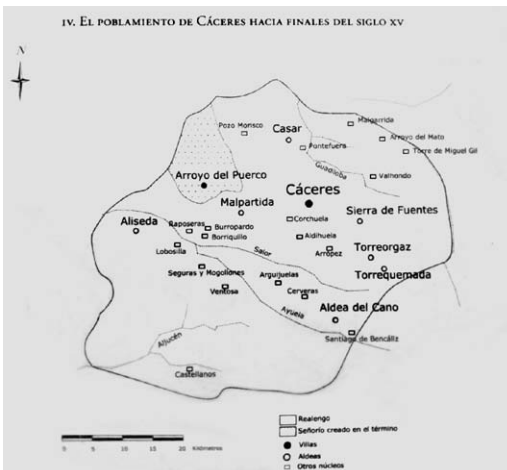 IV. EL POBLAMIENTO DE CÁCERES HACIA FINALES DEL SIGLO XV
N
Malgarrida
Pozo Morisco
Casar
Arroyo del Mato
Pontefuera
Torre de Miguel Gil
Guadiloba
Arroyo del Puerco
Valhondo
Cáceres
Malpartida
Sierra de Fuentes
Aliseda
Corchuela
Raposeras
Burropardo
Borriquillo
Aldihuela
Lobosilla
Salor
Arropez
Torreorgaz
Seguras y Mogollones
Torrequemada
Arguijuelas
Ventosa
Cerveras
Ayuela
Aldea del Cano
Santiago de Bencáliz
Aljucén
Castellanos
Realengo
Señorío creado en el término
Villas
Aldeas
Otros núcleos
0 5 10 15 20
Kilómetros